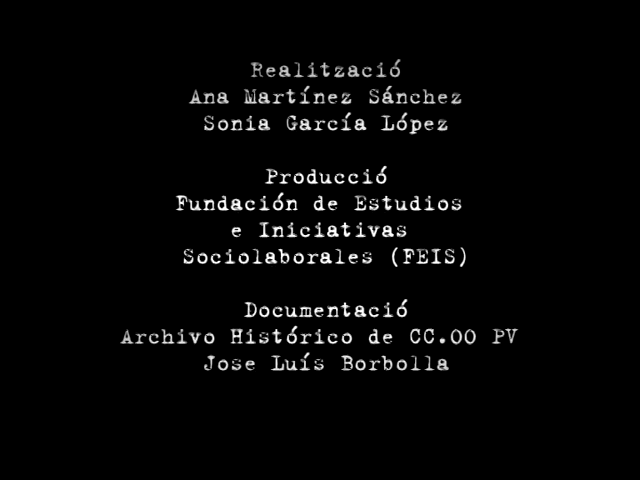 Realització
Ana Martínez Sánchez
Sonia García López
Producció
Fundación de Estudios
e Iniciativas
Sociolaborales (FEIS)
Documentació
Archivo Histórico de CC.OO PV
Jose Luís Borbolla